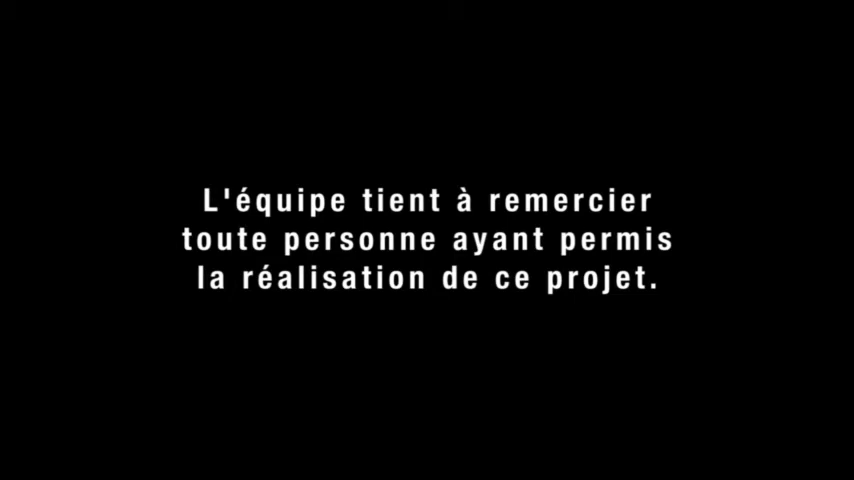 L'équipe tient à remercier
toute personne ayant permis
la réalisation de ce projet.